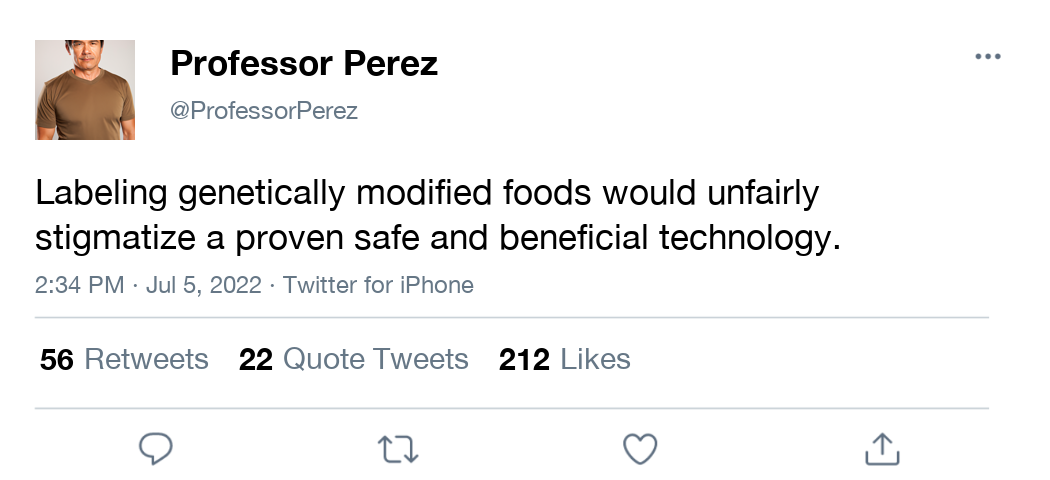 Professor Perez
@ProfessorPerez
Labeling genetically modified foods would unfairly
stigmatize a proven safe and beneficial technology.
2:34 PM · Jul 5, 2022 · Twitter for iPhone
56 Retweets 22 Quote Tweets 212 Likes